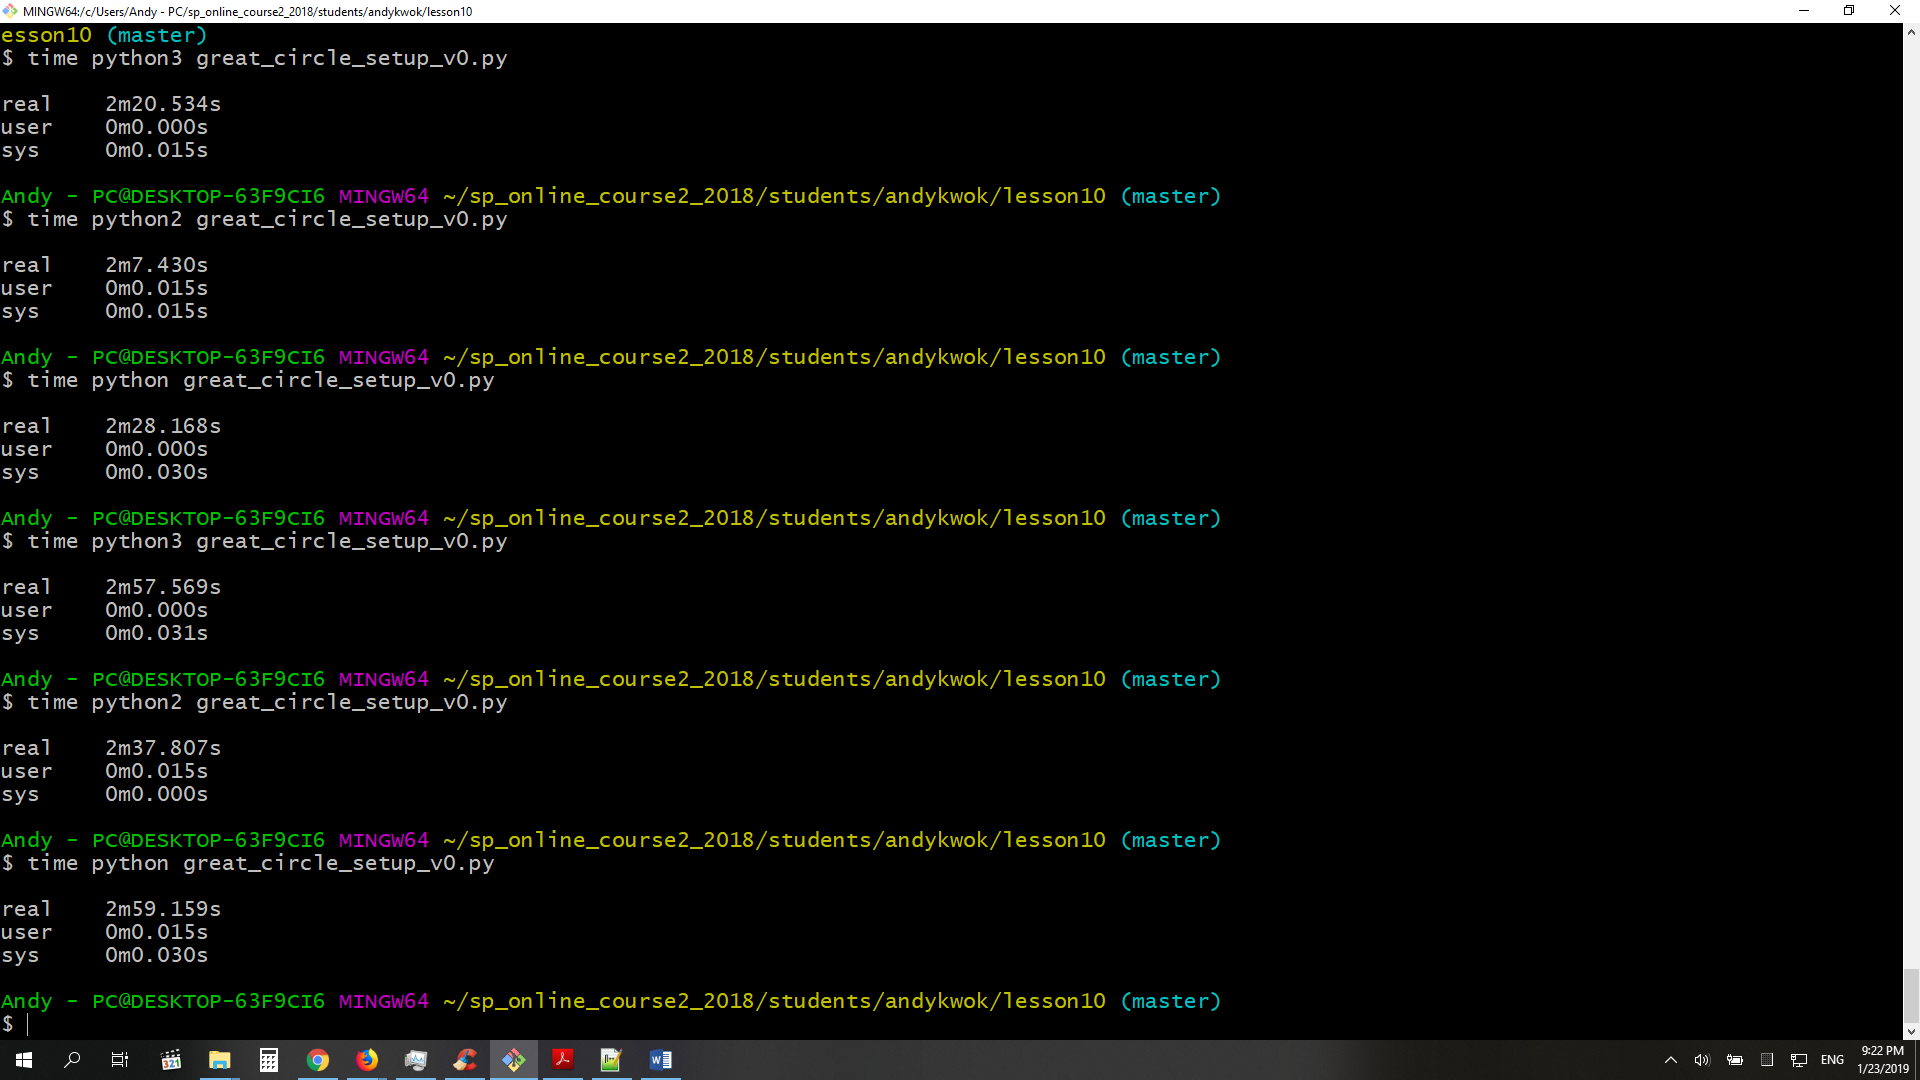 MINGW64:/c/Users/Andy - PC/sp_online_course2_2018/students/andykwok/lesson10
esson10 (master)
$ time python3 great_circle_setup_v0.py
real    2m20.534s
user    0m0.000s
sys     0m0.015s
Andy - PC@DESKTOP-63F9CI6 MINGW64 ~/sp_online_course2_2018/students/andykwok/lesson10 (master)
$ time python2 great_circle_setup_v0.py
real    2m7.430s
user    0m0.015s
sys     0m0.015s
Andy - PC@DESKTOP-63F9CI6 MINGW64 ~/sp_online_course2_2018/students/andykwok/lesson10 (master)
$ time python great_circle_setup_v0.py
real    2m28.168s
user    0m0.000s
sys     0m0.030s
Andy - PC@DESKTOP-63F9CI6 MINGW64 ~/sp_online_course2_2018/students/andykwok/lesson10 (master)
$ time python3 great_circle_setup_v0.py
real    2m57.569s
user    0m0.000s
sys     0m0.031s
Andy - PC@DESKTOP-63F9CI6 MINGW64 ~/sp_online_course2_2018/students/andykwok/lesson10 (master)
$ time python2 great_circle_setup_v0.py
real    2m37.807s
user    0m0.015s
sys     0m0.000s
Andy - PC@DESKTOP-63F9CI6 MINGW64 ~/sp_online_course2_2018/students/andykwok/lesson10 (master)
$ time python great_circle_setup_v0.py
real    2m59.159s
user    0m0.015s
sys     0m0.030s
Andy - PC@DESKTOP-63F9CI6 MINGW64 ~/sp_online_course2_2018/students/andykwok/lesson10 (master)
$
321
ENG
9:22 PM
1/23/2019